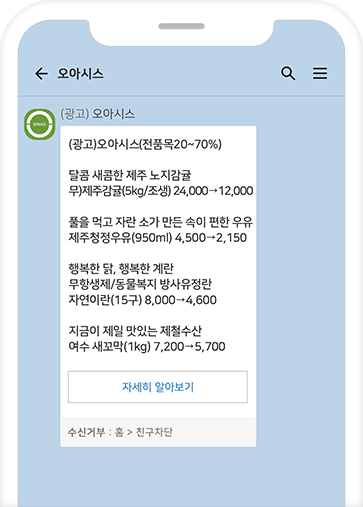 오아시스
(광고) 오아시스
오아시스
(광고)오아시스(전품목20~70%)
달콤 새콤한 제주 노지감귤
무)제주감귤(5kg/조생) 24,000→12,000
풀을 먹고 자란 소가 만든 속이 편한 우유
제주청정우유(950ml) 4,500→2,150
행복한 닭, 행복한 계란
무항생제/동물복지 방사유정란
자연이란(15구) 8,000→4,600
지금이 제일 맛있는 제철수산
여수 새꼬막(1kg) 7,200→5,700
자세히 알아보기
수신거부 : 홈 > 친구차단